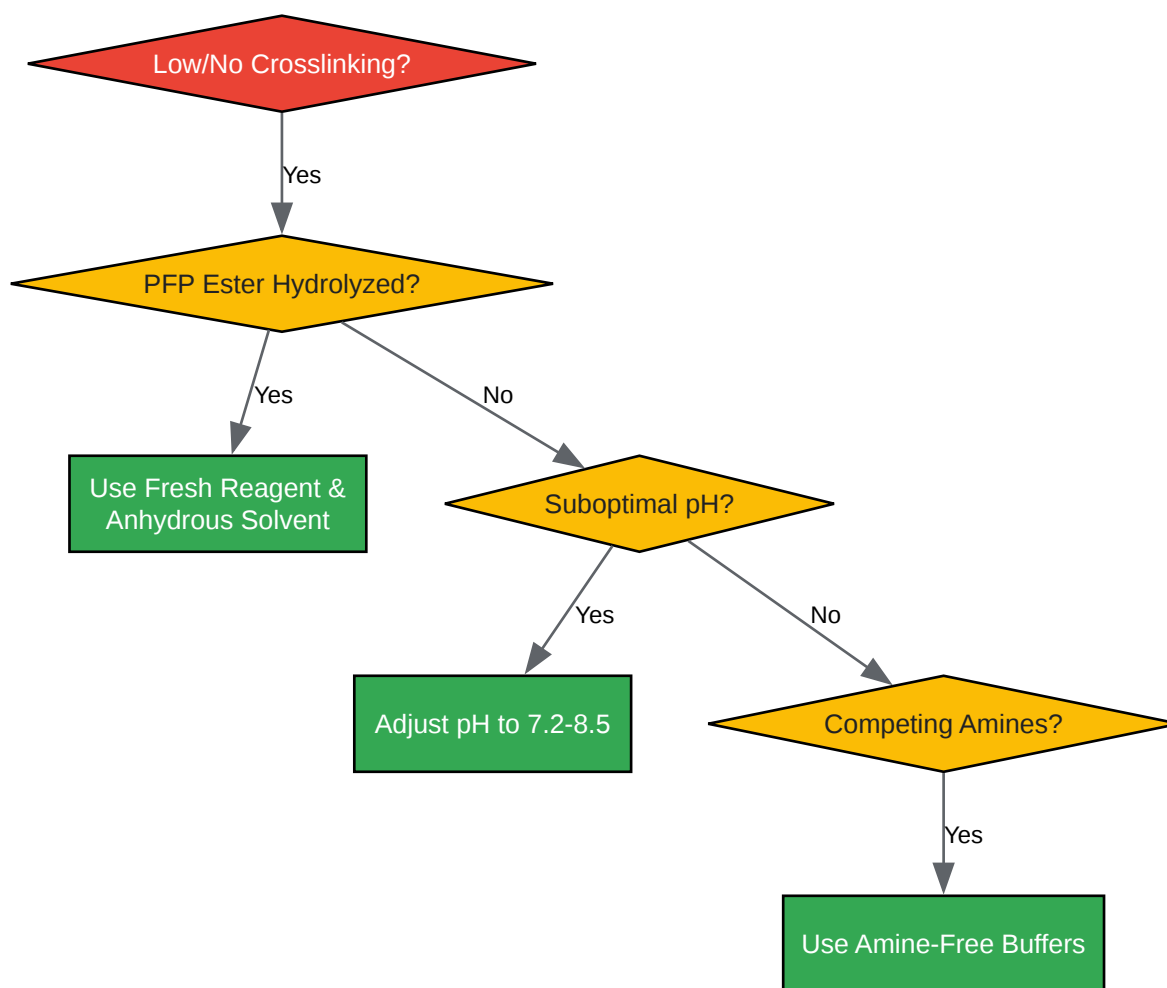 Low/No Crosslinking?
Yes
PFP Ester Hydrolyzed?
Yes
No
Use Fresh Reagent &
Anhydrous Solvent
Suboptimal pH?
Yes
No
Adjust pH to 7.2-8.5
Competing Amines?
Yes
Use Amine-Free Buffers